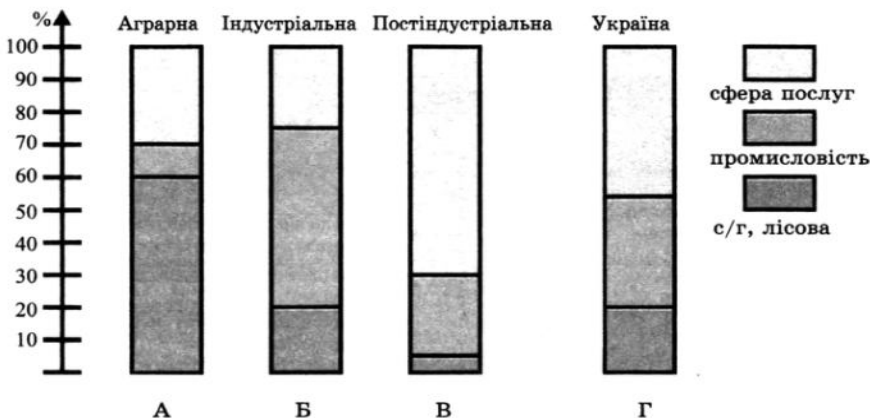 %
Аграрна Індустріальна Постіндустріальна Україна
100
90
80
70
60
50
40
30
20
10
сфера послуг
промисловість
с/г, лісова
А Б В Г